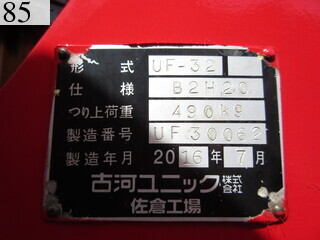 85
形式 UF-32
仕様 B2H20
つり上荷重 490kg
製造番号 UF30062
製造年月 2016年7月
古河ユニック株式会社
佐倉工場